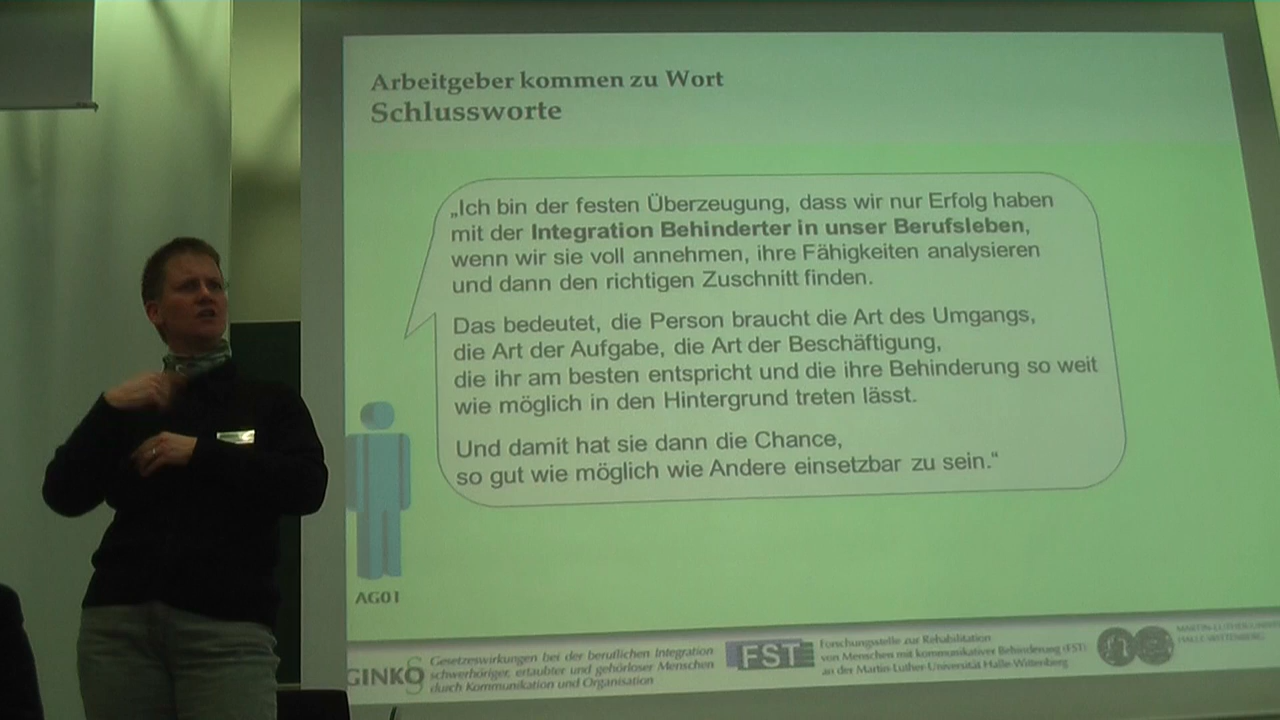 Arbeitgeber kommen zu Wort
Schlussworte
„Ich bin der festen Überzeugung, dass wir nur Erfolg haben
mit der Integration Behinderter in unser Berufsleben,
wenn wir sie voll annehmen, ihre Fähigkeiten analysieren
und dann den richtigen Zuschnitt finden.
Das bedeutet, die Person braucht die Art des Umgangs,
die Art der Aufgabe, die Art der Beschäftigung,
die ihr am besten entspricht und die ihre Behinderung so weit
wie möglich in den Hintergrund treten lässt.
Und damit hat sie dann die Chance,
so gut wie möglich wie Andere einsetzbar zu sein.“
AG01
GINKO
Gesetzeswirkungen bei der beruflichen Integration
schwerhöriger, ertaubter und gehörloser Menschen
durch Kommunikation und Organisation
FST
Forschungsstelle zur Rehabilitation
von Menschen mit kommunikativer Behinderung (FST)
an der Martin-Luther-Universität Halle-Wittenberg
MARTIN-LUTHER-UNIVERSITÄT
HALLE-WITTENBERG